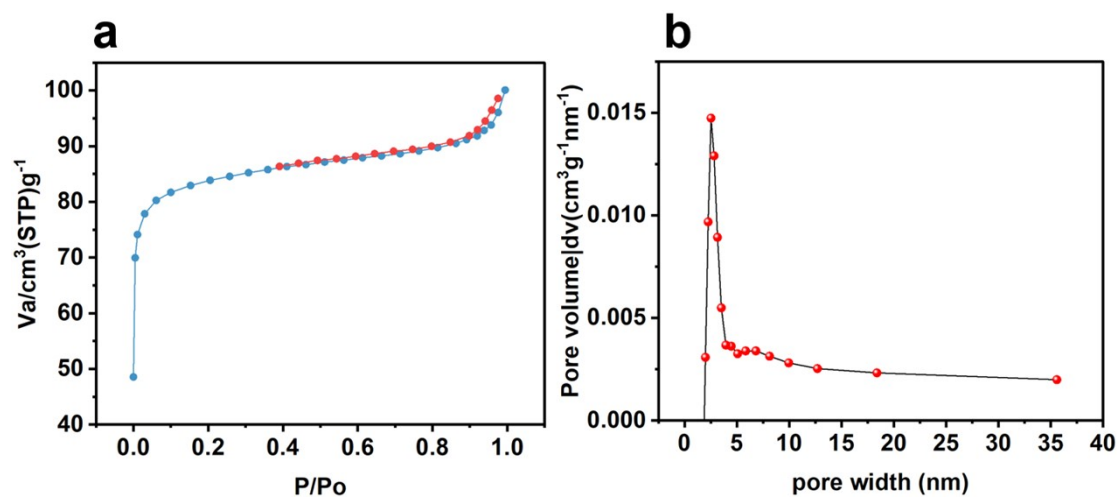 a
Va/cm³(STP)g⁻¹
100
90
80
70
60
50
40
0.0 0.2 0.4 0.6 0.8 1.0
P/Po
b
Pore volume|dv(cm³g⁻¹nm⁻¹)
0.015
0.010
0.005
0.000
0 5 10 15 20 25 30 35 40
pore width (nm)